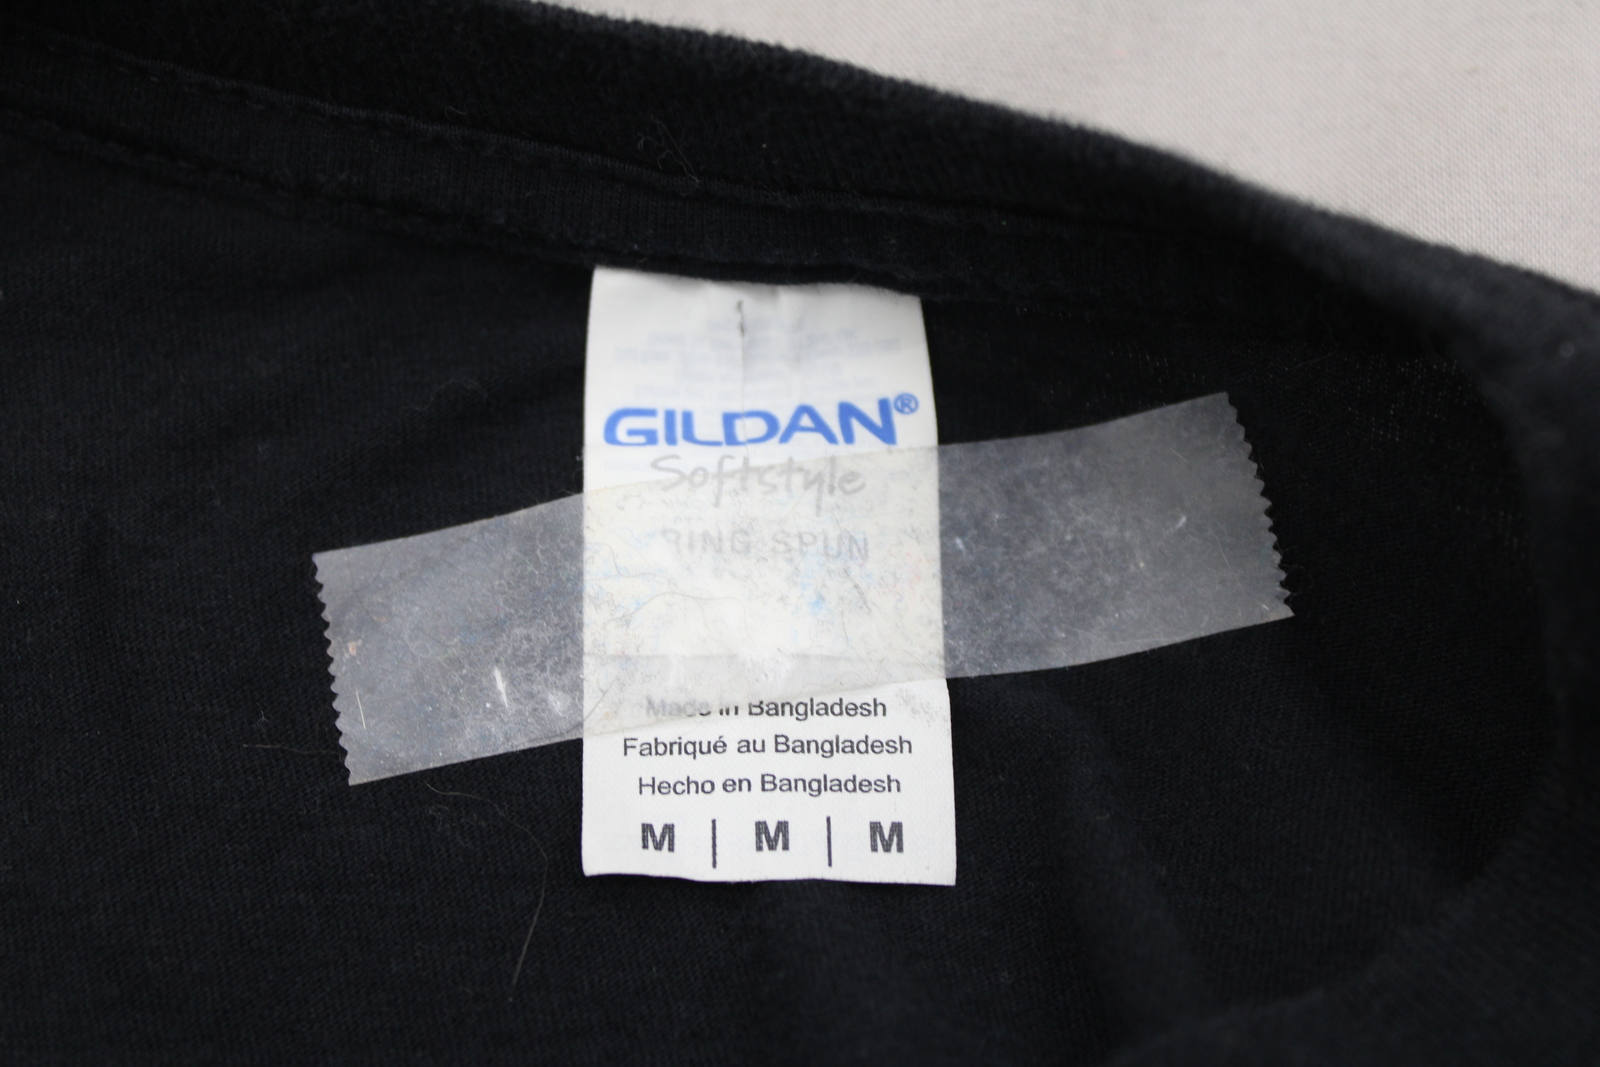 GILDAN®
Softstyle
RING SPUN
Made in Bangladesh
Fabriqué au Bangladesh
Hecho en Bangladesh
M | M | M